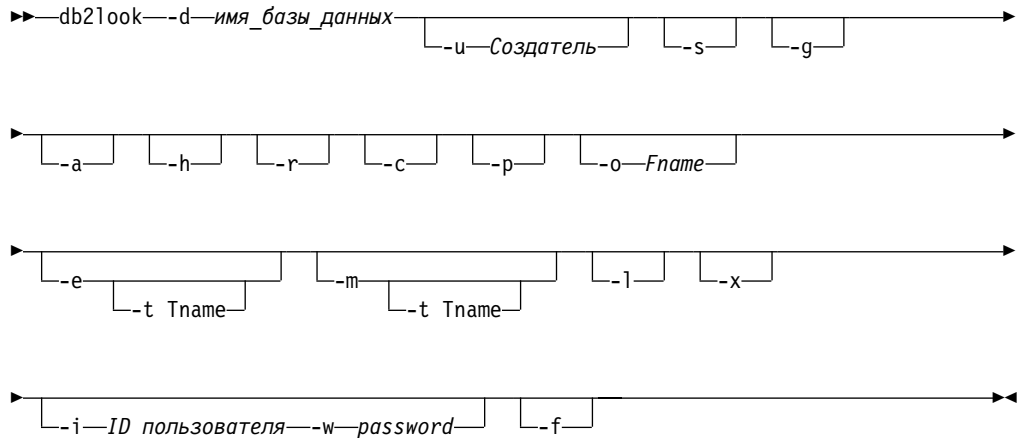 db2look -d имя_базы_данных
-u Создатель -s -g
-a -h -r -c -p -o Fname
-e -m -l -x
-t Tname -t Tname
-i ID пользователя -w password -f